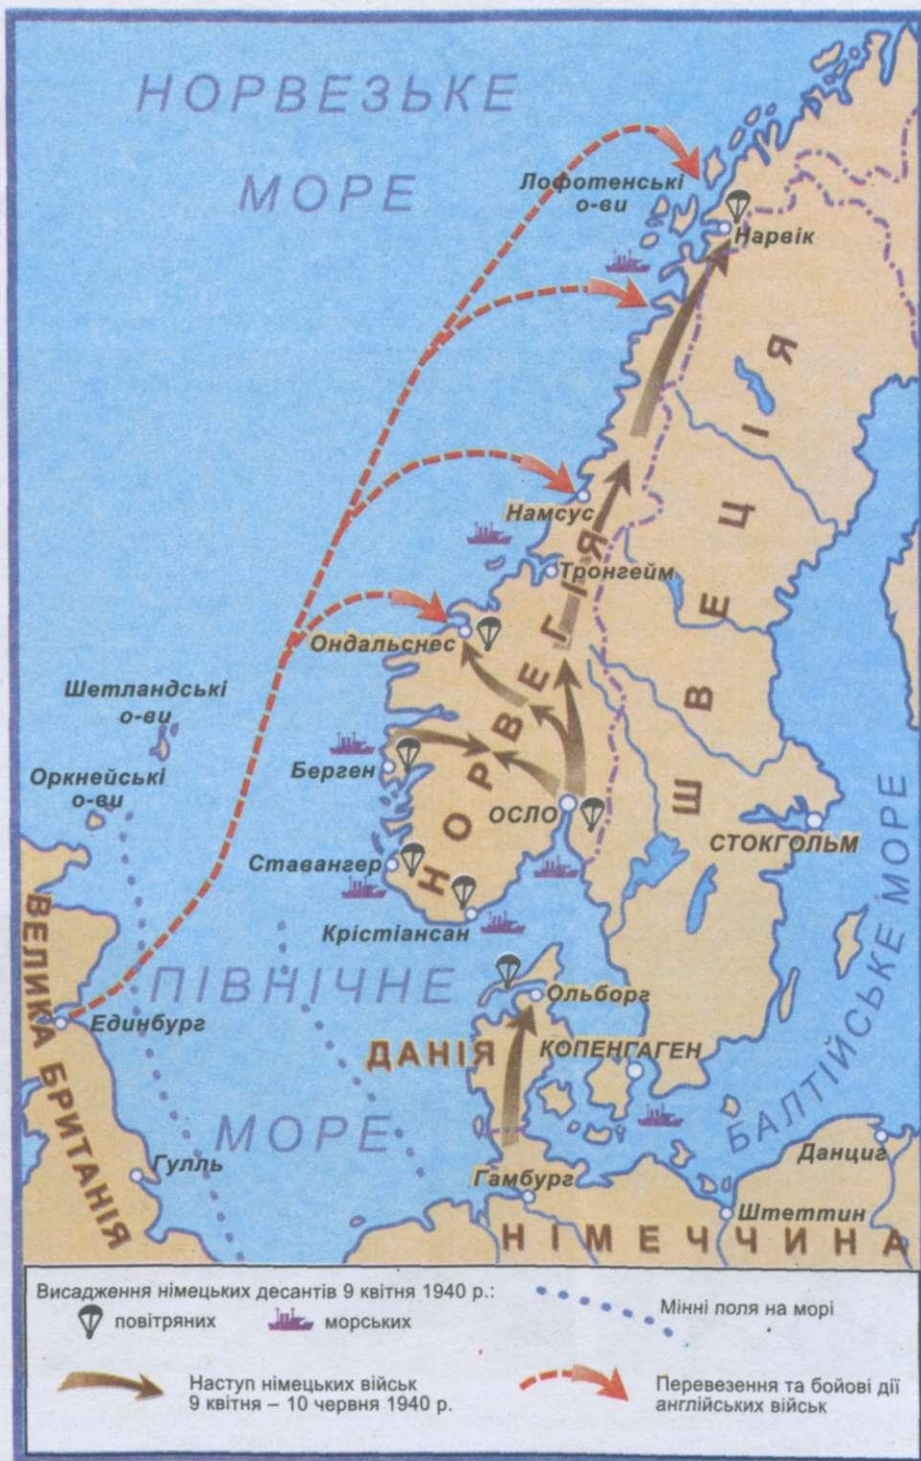 НОРВЕЗЬКЕ
МОРЕ
Лофотенські
о-ви
Нарвік
Намсус
Тронгейм
Ондальснес
Шетландські
о-ви
Оркнейські
о-ви
Берген
ОСЛО
Ставангер
Крістіансан
НОРВЕГІЯ
ШВЕЦІЯ
СТОКГОЛЬМ
ПІВНІЧНЕ
МОРЕ
Единбург
ВЕЛИКА БРИТАНІЯ
Гулль
Ольборг
ДАНІЯ
КОПЕНГАГЕН
БАЛТІЙСЬКЕ МОРЕ
Данциг
Гамбург
Штеттин
НІМЕЧЧИНА
Висадження німецьких десантів 9 квітня 1940 р.:
повітряних
морських
Мінні поля на морі
Наступ німецьких військ
9 квітня – 10 червня 1940 р.
Перевезення та бойові дії
англійських військ